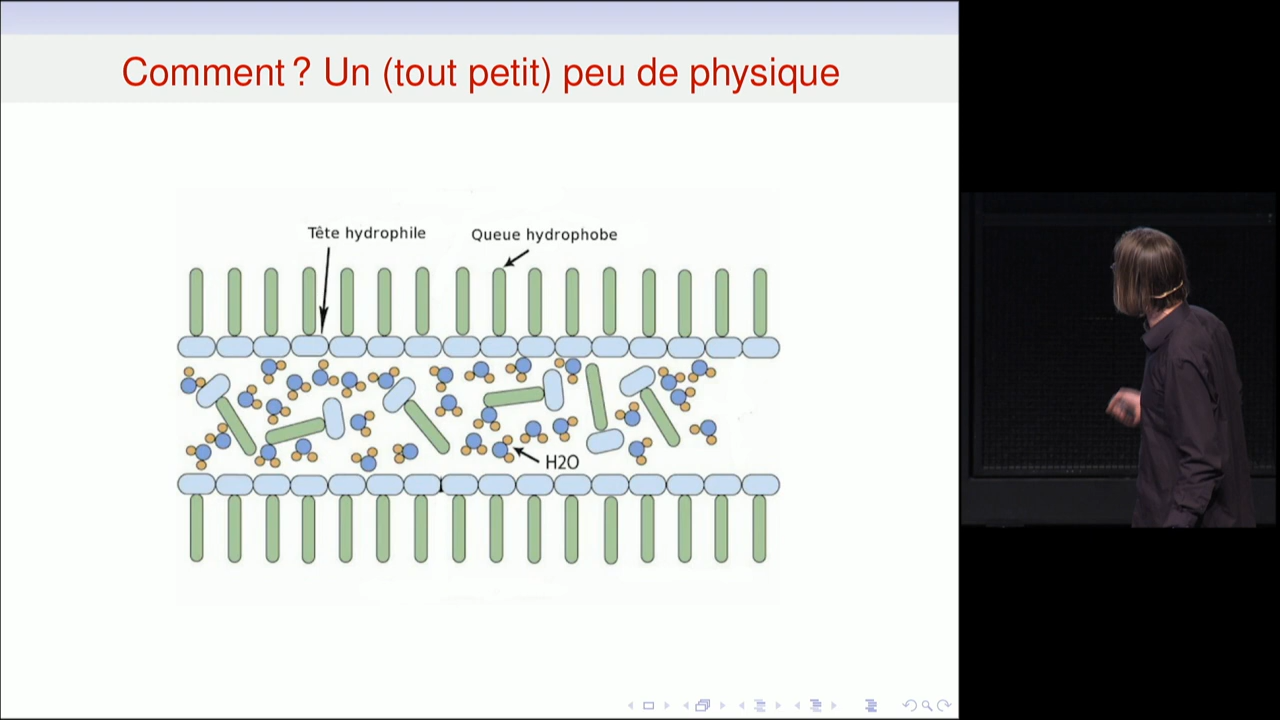 Comment ? Un (tout petit) peu de physique
Tête hydrophile
Queue hydrophobe
H2O